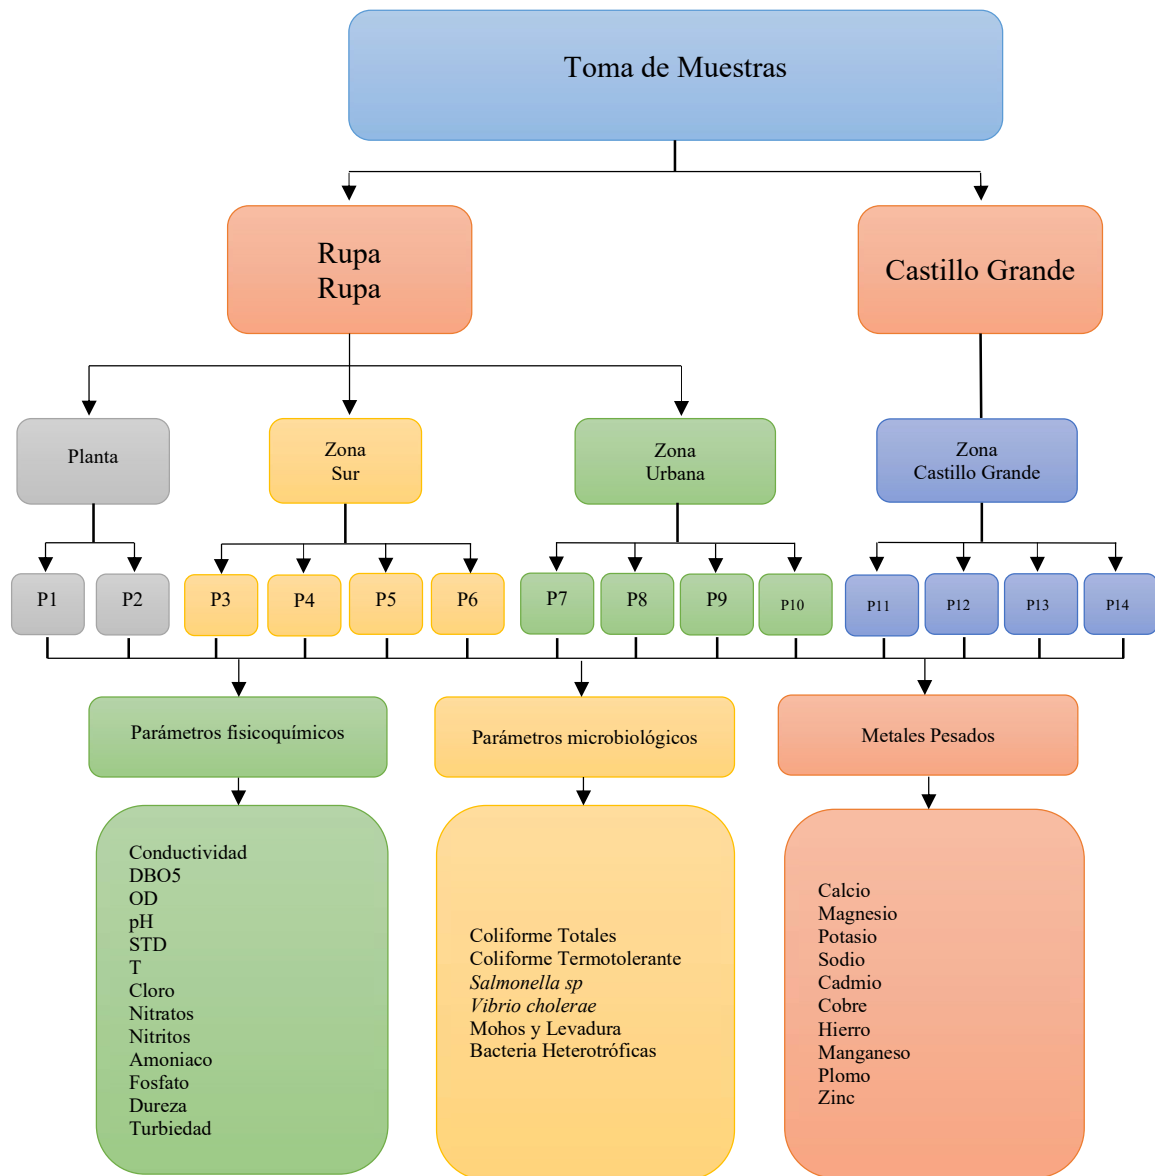 Toma de Muestras
Rupa
Rupa
Castillo Grande
Planta
Zona
Sur
Zona
Urbana
Zona
Castillo Grande
P1
P2
P3
P4
P5
P6
P7
P8
P9
P10
P11
P12
P13
P14
Parámetros fisicoquímicos
Parámetros microbiológicos
Metales Pesados
Conductividad
DBO5
OD
pH
STD
T
Cloro
Nitratos
Nitritos
Amoniaco
Fosfato
Dureza
Turbiedad
Coliforme Totales
Coliforme Termotolerante
Salmonella sp
Vibrio cholerae
Mohos y Levadura
Bacteria Heterotróficas
Calcio
Magnesio
Potasio
Sodio
Cadmio
Cobre
Hierro
Manganeso
Plomo
Zinc